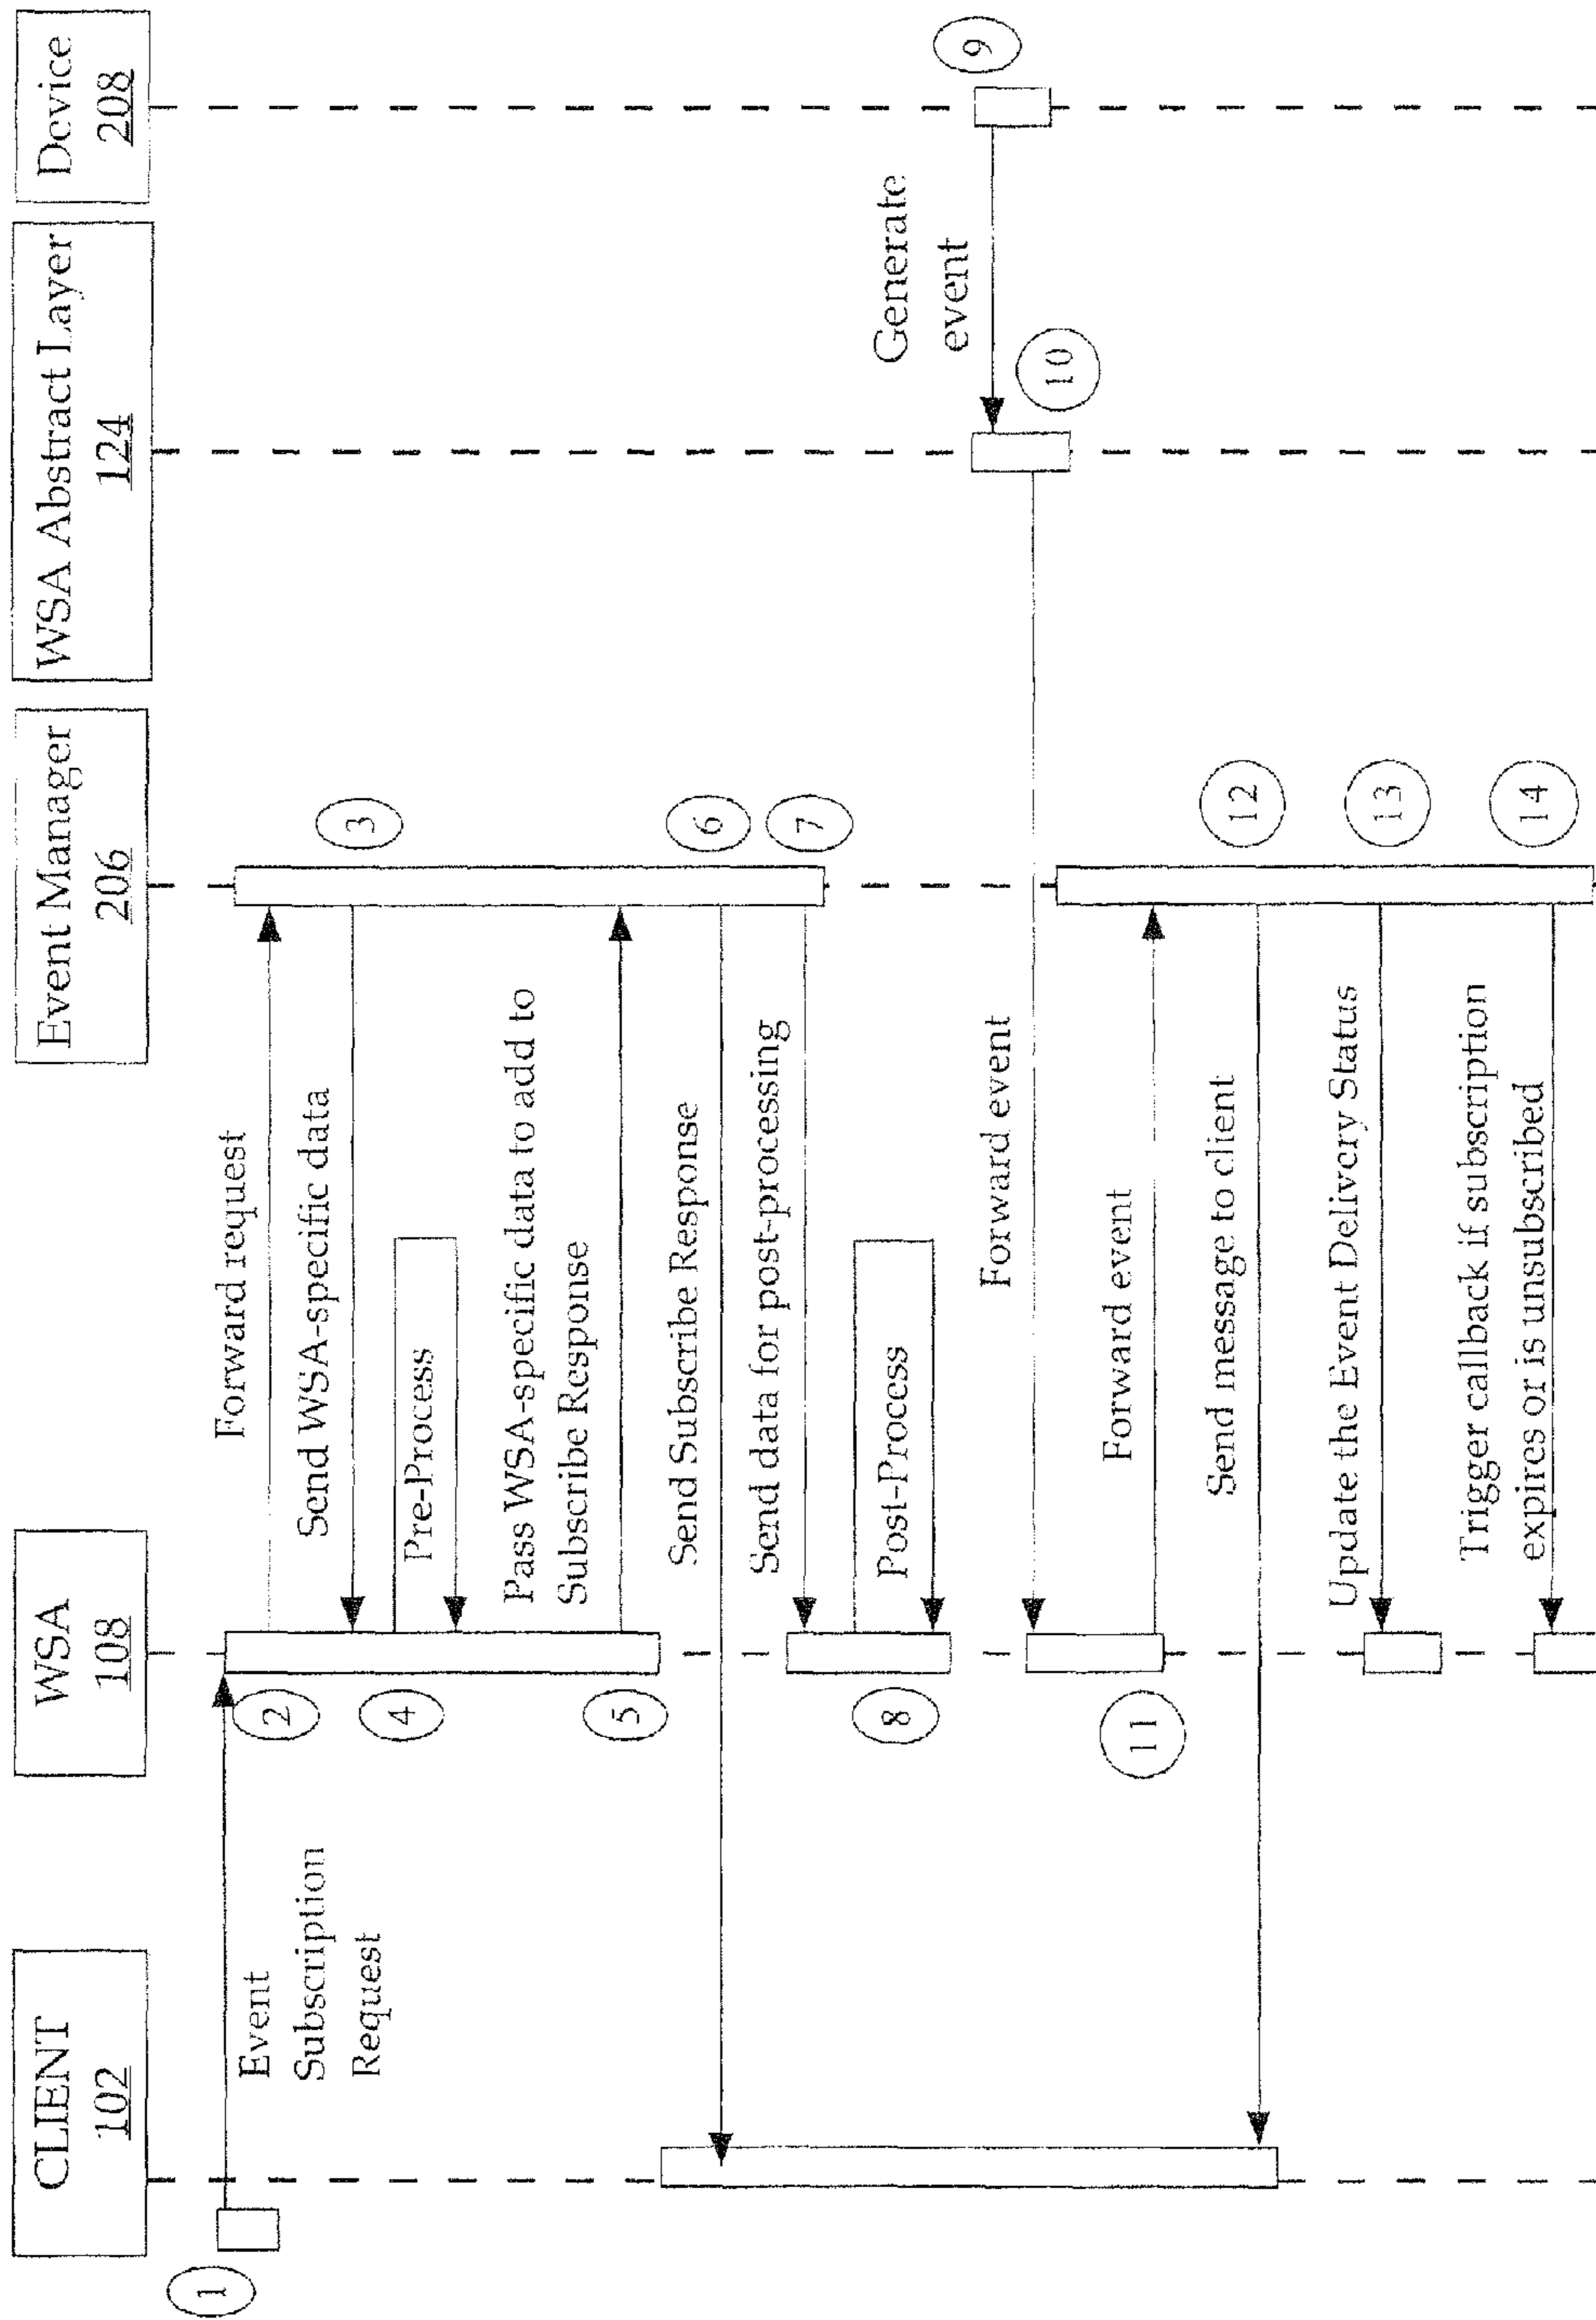 CLIENT
102
WSA
108
Event Manager
206
WSA Abstract Layer
124
Device
208
1
Event
Subscription
Request
2
Forward request
3
Send WSA-specific data
4
Pre-Process
Pass WSA-specific data to add to
Subscribe Response
5
6
Send Subscribe Response
7
Send data for post-processing
8
Post-Process
9
Generate
event
10
Forward event
11
Forward event
12
Send message to client
13
Update the Event Delivery Status
14
Trigger callback if subscription
expires or is unsubscribed